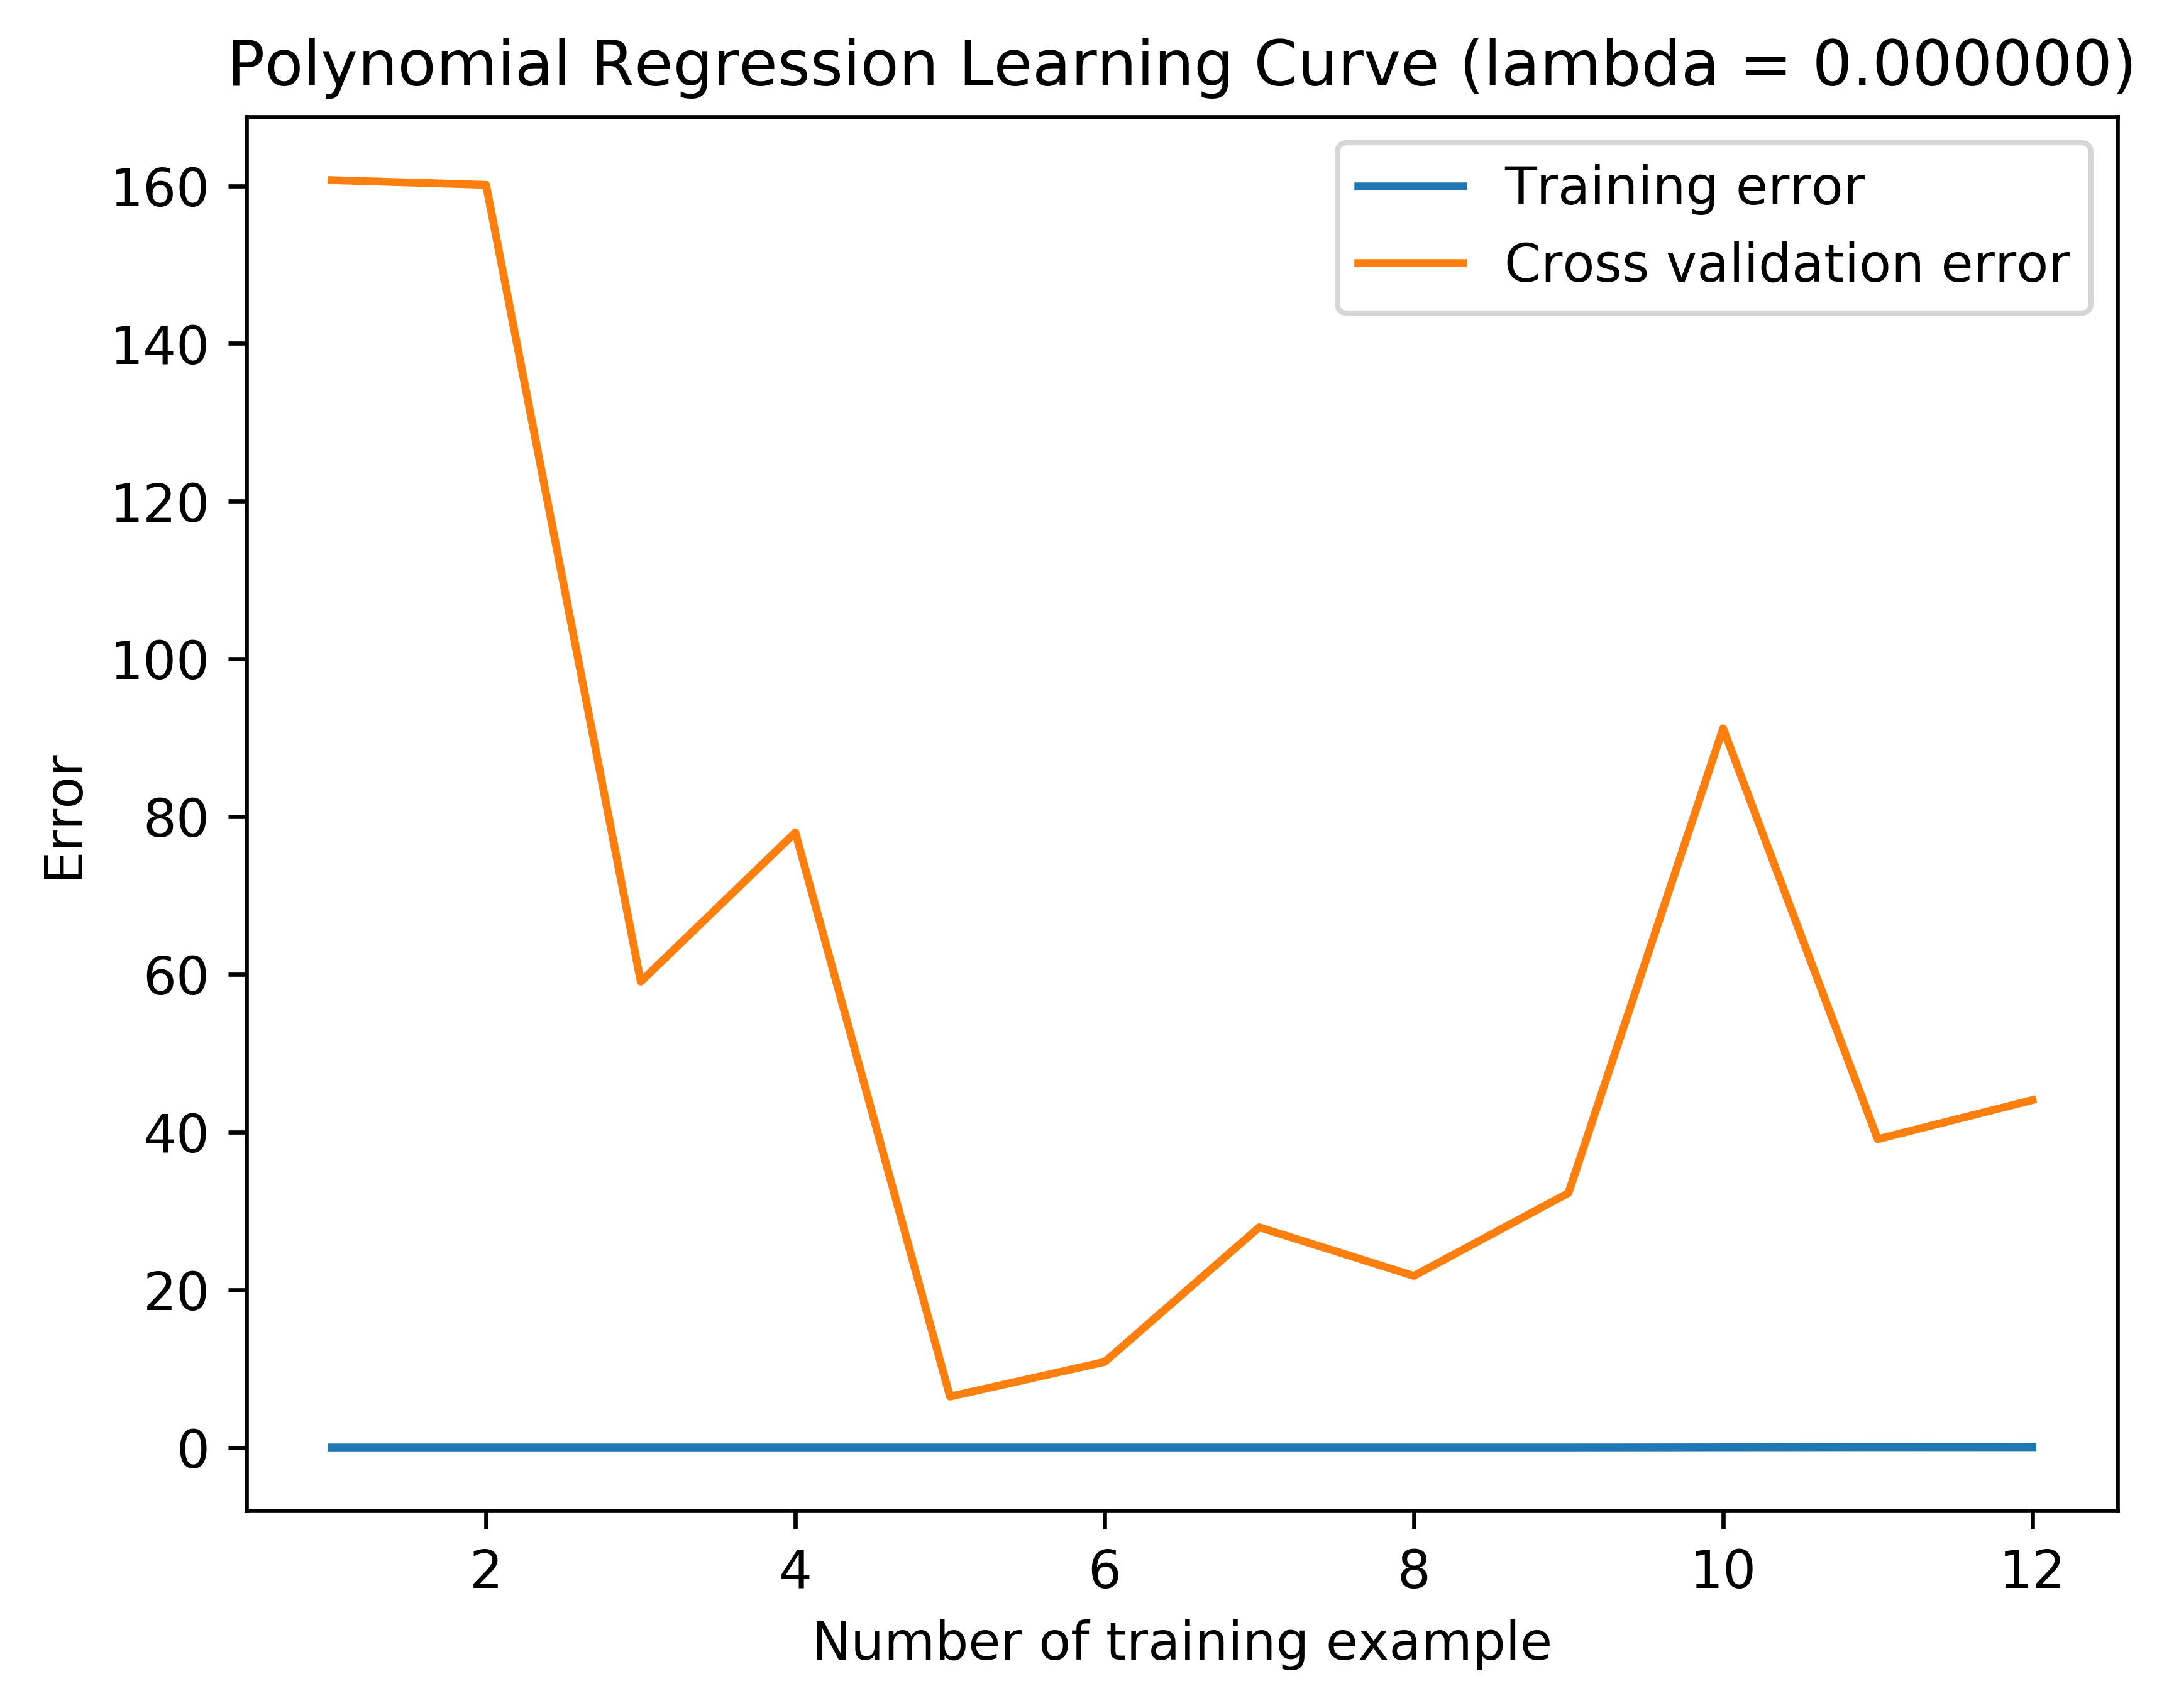 Polynomial Regression Learning Curve (lambda = 0.000000)
Training error
Cross validation error
160
140
120
100
80
60
40
20
0
Error
2 4 6 8 10 12
Number of training example